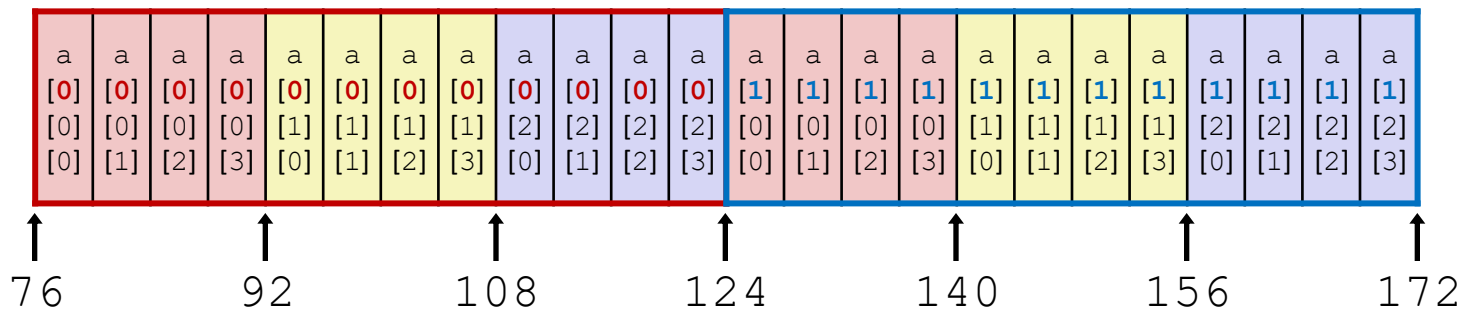 a a a a a a a a a a a a a a a a a a a a a a a a
[0] [0] [0] [0] [0] [0] [0] [0] [0] [0] [0] [0] [1] [1] [1] [1] [1] [1] [1] [1] [1] [1] [1] [1]
[0] [0] [0] [0] [1] [1] [1] [1] [2] [2] [2] [2] [0] [0] [0] [0] [1] [1] [1] [1] [2] [2] [2] [2]
[0] [1] [2] [3] [0] [1] [2] [3] [0] [1] [2] [3] [0] [1] [2] [3] [0] [1] [2] [3] [0] [1] [2] [3]
76 92 108 124 140 156 172